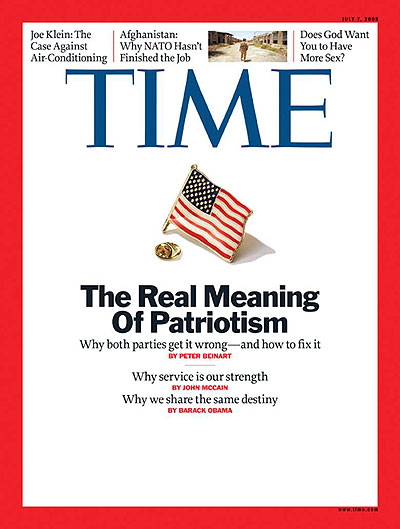 JULY 7, 2008
Joe Klein: The
Case Against
Air-Conditioning
Afghanistan:
Why NATO Hasn't
Finished the Job
Does God Want
You to Have
More Sex?
TIME
The Real Meaning
Of Patriotism
Why both parties get it wrong—and how to fix it
BY PETER BEINART
Why service is our strength
BY JOHN MCCAIN
Why we share the same destiny
BY BARACK OBAMA
www.time.com